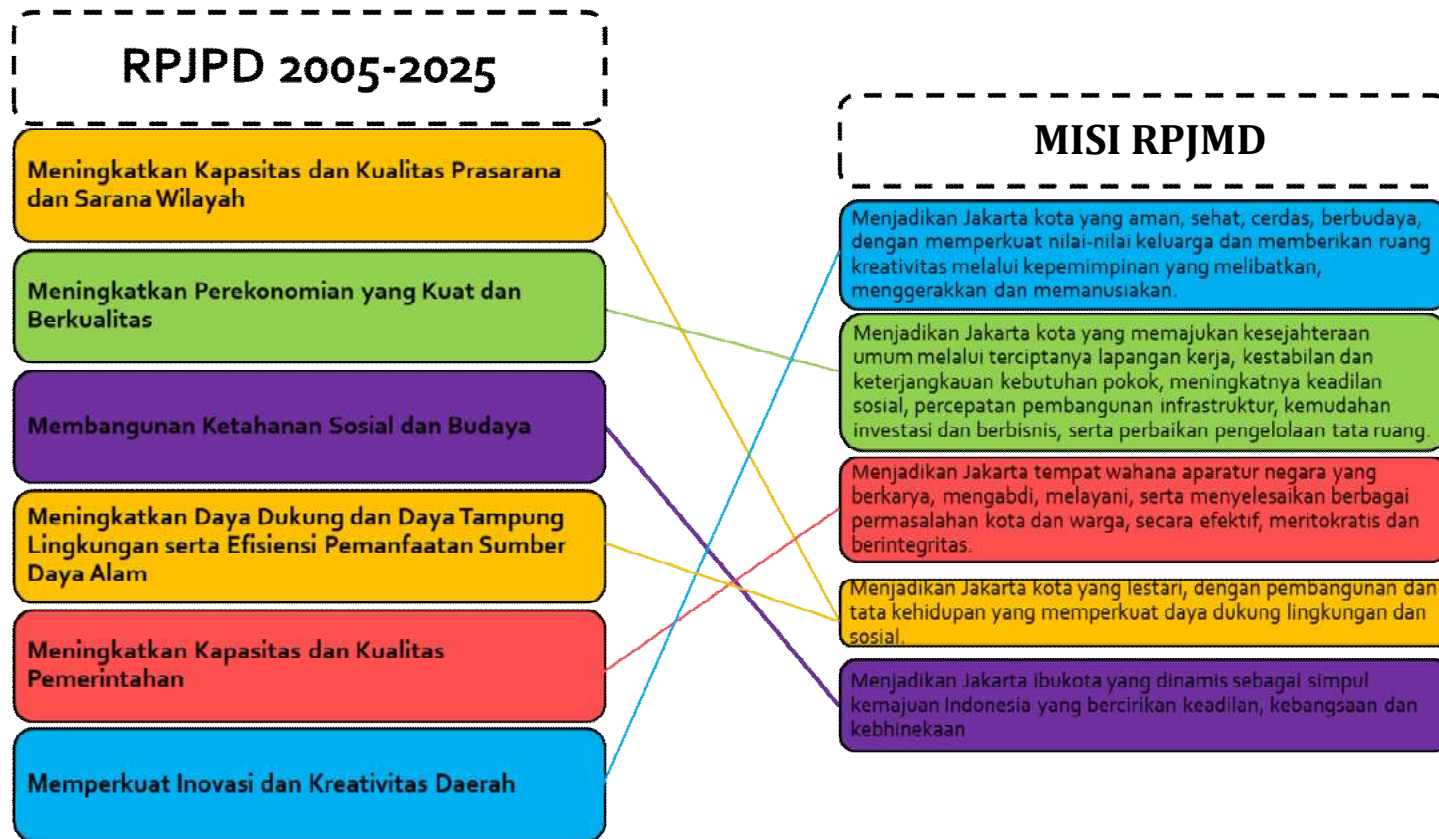 RPJPD 2005-2025
Meningkatkan Kapasitas dan Kualitas Prasarana
dan Sarana Wilayah
Meningkatkan Perekonomian yang Kuat dan
Berkualitas
Membangunan Ketahanan Sosial dan Budaya
Meningkatkan Daya Dukung dan Daya Tampung
Lingkungan serta Efisiensi Pemanfaatan Sumber
Daya Alam
Meningkatkan Kapasitas dan Kualitas
Pemerintahan
Memperkuat Inovasi dan Kreativitas Daerah
MISI RPJMD
Menjadikan Jakarta kota yang aman, sehat, cerdas, berbudaya,
dengan memperkuat nilai-nilai keluarga dan memberikan ruang
kreativitas melalui kepemimpinan yang melibatkan,
menggerakkan dan memanusiakan.
Menjadikan Jakarta kota yang memajukan kesejahteraan
umum melalui terciptanya lapangan kerja, kestabilan dan
keterjangkauan kebutuhan pokok, meningkatnya keadilan
sosial, percepatan pembangunan infrastruktur, kemudahan
investasi dan berbisnis, serta perbaikan pengelolaan tata ruang.
Menjadikan Jakarta tempat wahana aparatur negara yang
berkarya, mengabdi, melayani, serta menyelesaikan berbagai
permasalahan kota dan warga, secara efektif, meritokratis dan
berintegritas.
Menjadikan Jakarta kota yang lestari, dengan pembangunan dan
tata kehidupan yang memperkuat daya dukung lingkungan dan
sosial.
Menjadikan Jakarta ibukota yang dinamis sebagai simpul
kemajuan Indonesia yang bercirikan keadilan, kebangsaan dan
kebhinekaan